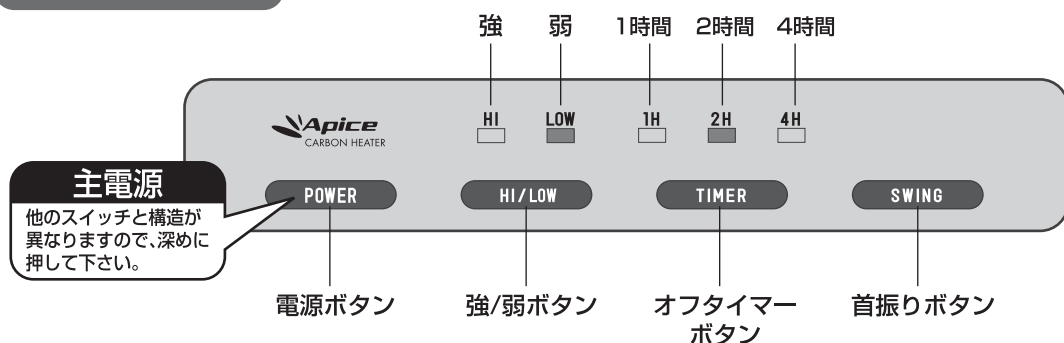 強 弱 1時間 2時間 4時間
HI LOW 1H 2H 4H
Apice
CARBON HEATER
主電源
他のスイッチと構造が
異なりますので、深めに
押して下さい。
POWER HI/LOW TIMER SWING
電源ボタン 強/弱ボタン オフタイマー 首振りボタン
ボタン